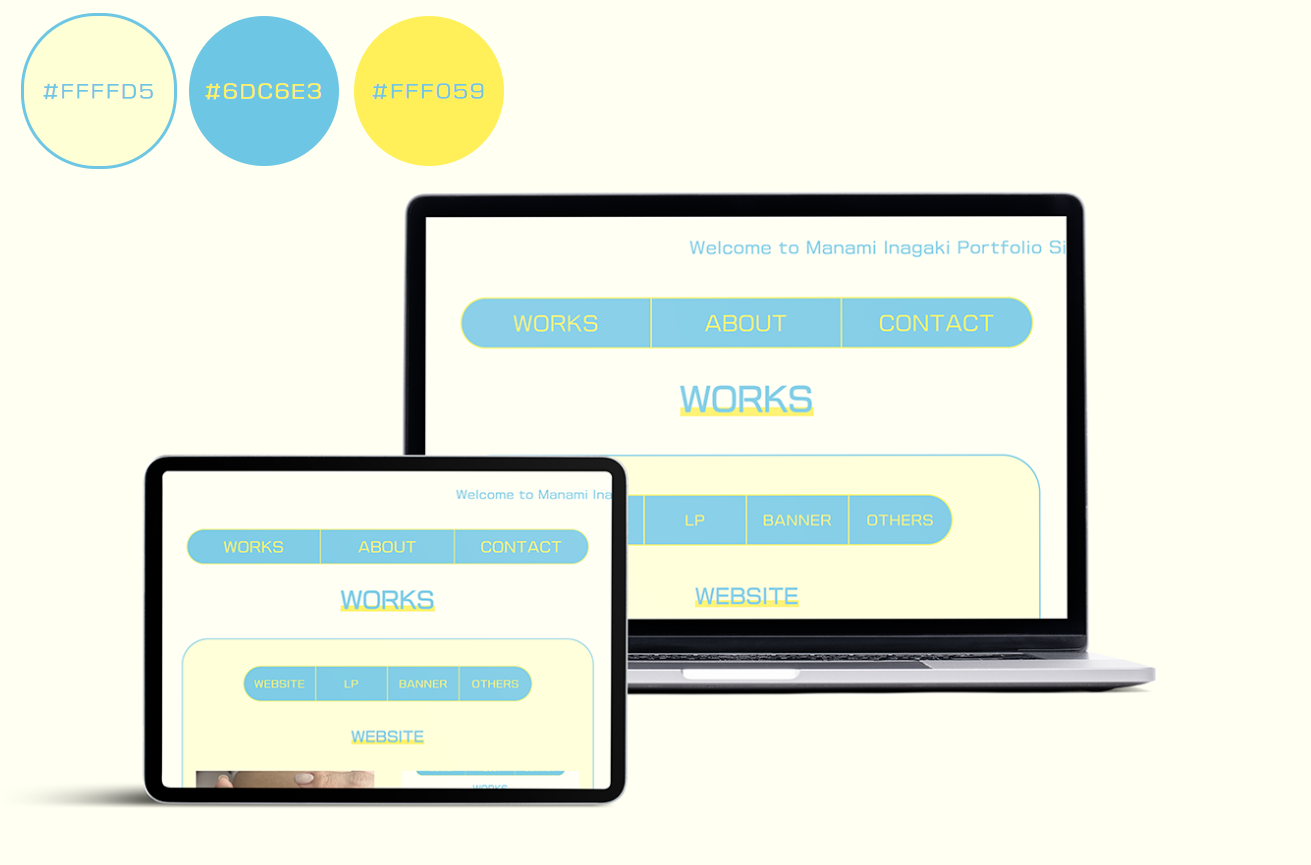 #FFFFD5
#6DC6E3
#FFF059
Welcome to Manami Inagaki Portfolio Si
WORKS ABOUT CONTACT
WORKS
LP BANNER OTHERS
WEBSITE
Welcome to Manami Ina
WORKS ABOUT CONTACT
WORKS
WEBSITE LP BANNER OTHERS
WEBSITE
WORKS